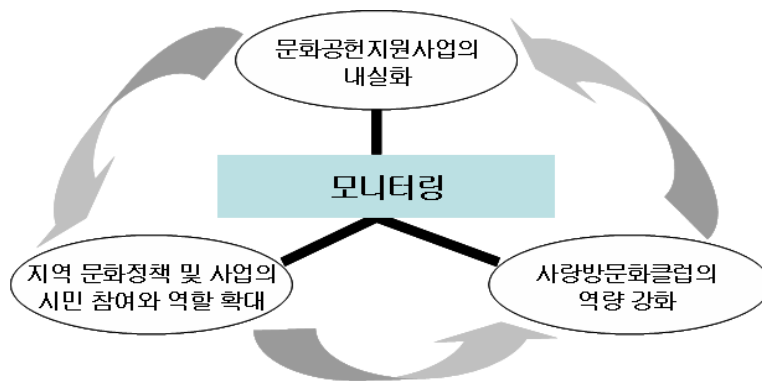 문화공헌지원사업의
내실화
모니터링
지역 문화정책 및 사업의
시민 참여와 역할 확대
사랑방문화클럽의
역량 강화